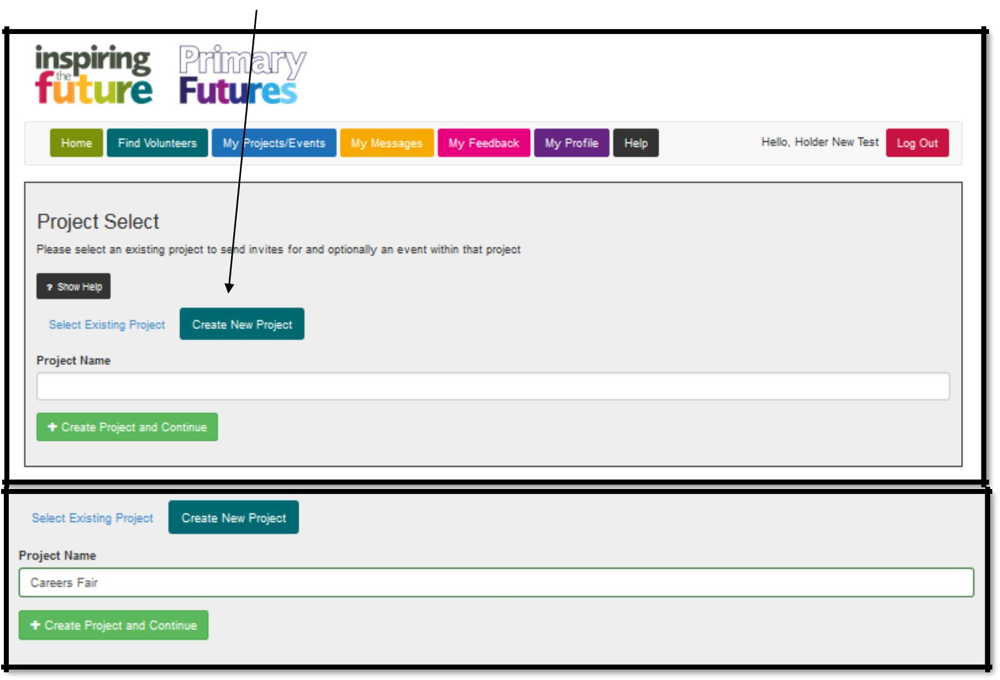 inspiring
the
future
Primary
Futures
Home Find Volunteers My Projects/Events My Messages My Feedback My Profile Help Hello, Holder New Test Log Out
Project Select
Please select an existing project to send invites for and optionally an event within that project
? Show Help
Select Existing Project Create New Project
Project Name
+ Create Project and Continue
Select Existing Project Create New Project
Project Name
Careers Fair
+ Create Project and Continue